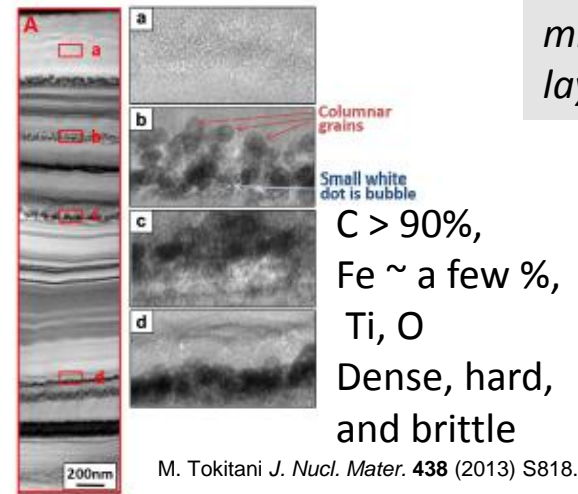 A
a
b
c
d
200nm
a
b
Columnar
grains
Small white
dot is bubble
c
d
C > 90%,
Fe ~ a few %,
Ti, O
Dense, hard,
and brittle
M. Tokitani J. Nucl. Mater. 438 (2013) S818.